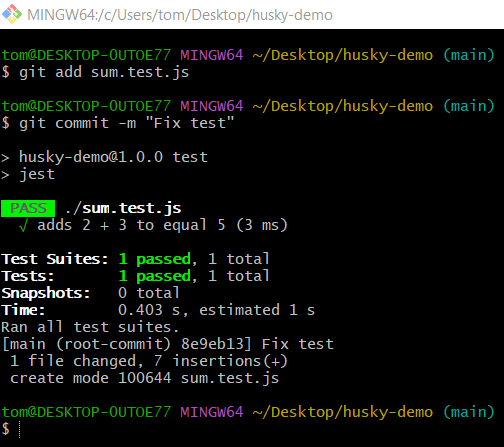 MINGW64:/c/Users/tom/Desktop/husky-demo
tom@DESKTOP-OUTOE77 MINGW64 ~/Desktop/husky-demo (main)
$ git add sum.test.js
tom@DESKTOP-OUTOE77 MINGW64 ~/Desktop/husky-demo (main)
$ git commit -m "Fix test"
> husky-demo@1.0.0 test
> jest
PASS ./sum.test.js
√ adds 2 + 3 to equal 5 (3 ms)
Test Suites: 1 passed, 1 total
Tests: 1 passed, 1 total
Snapshots: 0 total
Time: 0.403 s, estimated 1 s
Ran all test suites.
[main (root-commit) 8e9eb13] Fix test
1 file changed, 7 insertions(+)
create mode 100644 sum.test.js
tom@DESKTOP-OUTOE77 MINGW64 ~/Desktop/husky-demo (main)
$